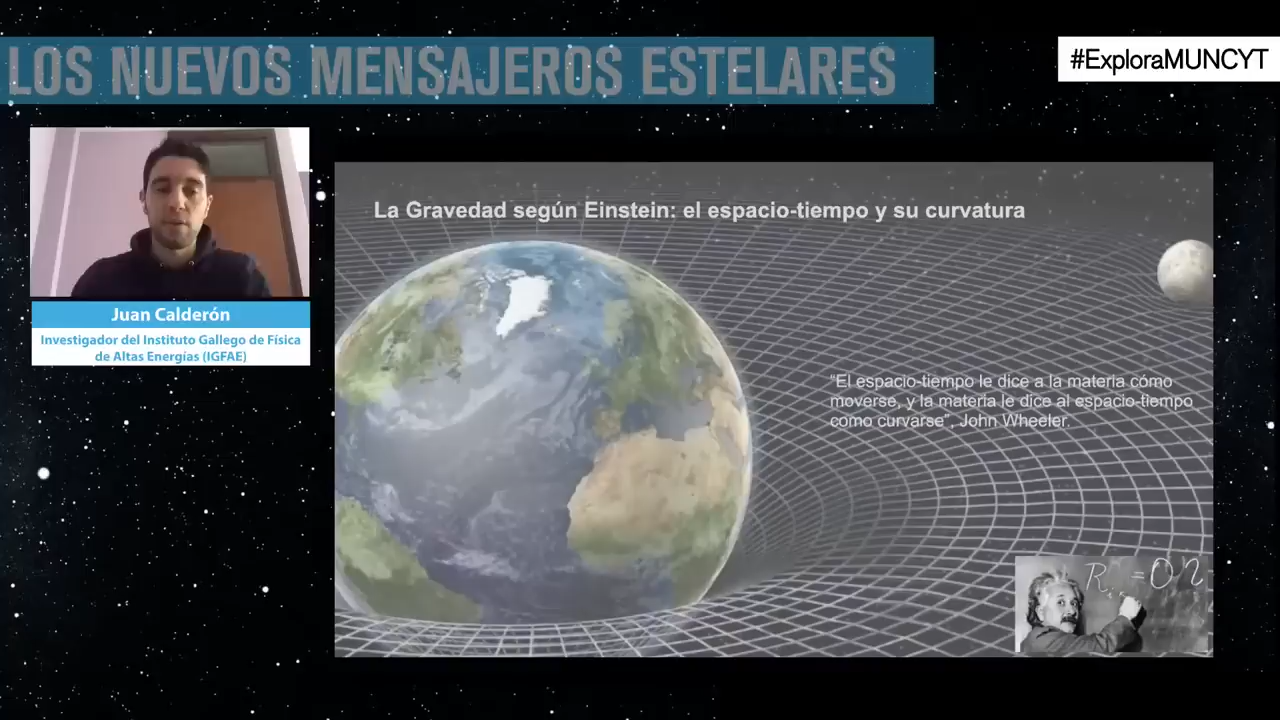 LOS NUEVOS MENSAJEROS ESTELARES
#ExploraMUNCYT
Juan Calderón
Investigador del Instituto Gallego de Física
de Altas Energías (IGFAE)
La Gravedad según Einstein: el espacio-tiempo y su curvatura
“El espacio-tiempo le dice a la materia cómo
moverse, y la materia le dice al espacio-tiempo
como curvarse”, John Wheeler.